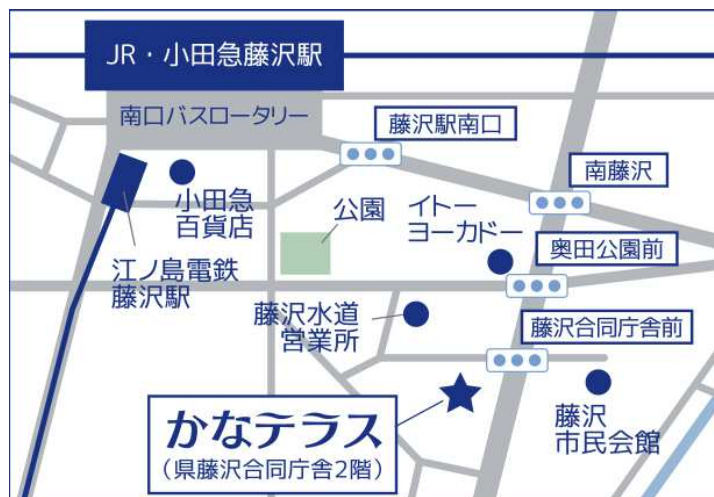 JR・小田急藤沢駅
南口バスロータリー
藤沢駅南口
南藤沢
小田急
百貨店
公園
イトー
ヨーカドー
奥田公園前
江ノ島電鉄
藤沢駅
藤沢水道
営業所
藤沢合同庁舎前
かなテラス
（県藤沢合同庁舎2階）
藤沢
市民会館